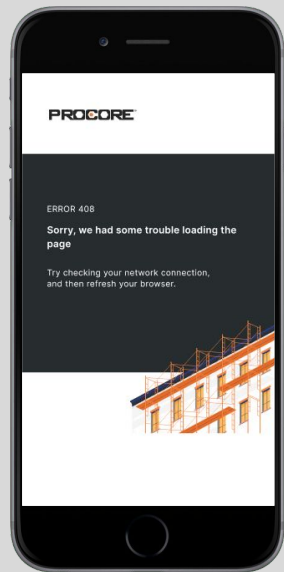 PROCORE
ERROR 408
Sorry, we had some trouble loading the
page
Try checking your network connection,
and then refresh your browser.